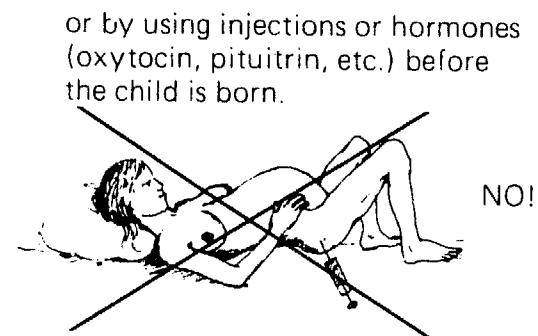 or by using injections or hormones
(oxytocin, pituitrin, etc.) before
the child is born.
NO!